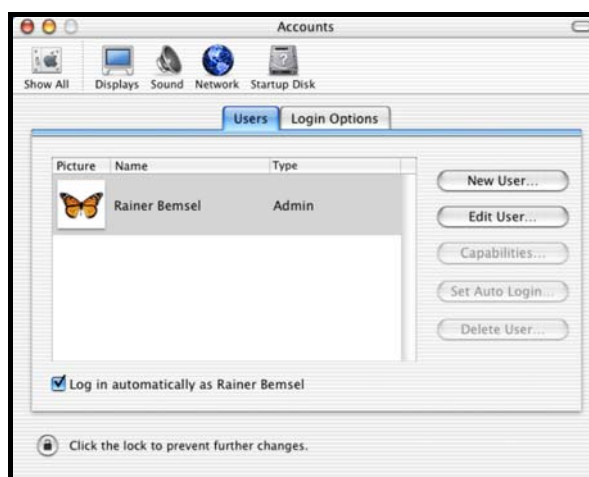 Accounts
Show All Displays Sound Network Startup Disk
Users Login Options
Picture Name Type
Rainer Bemsel Admin
New User...
Edit User...
Capabilities...
Set Auto Login...
Delete User...
Log in automatically as Rainer Bemsel
Click the lock to prevent further changes.